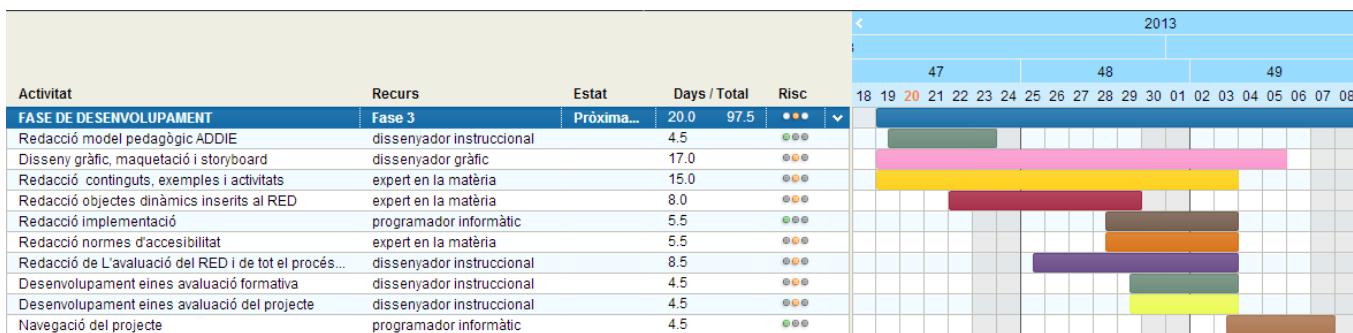 2013
47 48 49
Activitat Recurs Estat Days / Total Risc 18 19 20 21 22 23 24 25 26 27 28 29 30 01 02 03 04 05 06 07 08
FASE DE DESENVOLUPAMENT Fase 3 Pròxima... 20.0 97.5
Redacció model pedagògic ADDIE dissenyador instruccional 4.5
Disseny gràfic, maquetació i storyboard dissenyador gràfic 17.0
Redacció continguts, exemples i activitats expert en la matèria 15.0
Redacció objectes dinàmics inserits al RED expert en la matèria 8.0
Redacció implementació programador informàtic 5.5
Redacció normes d'accesibilitat expert en la matèria 5.5
Redacció de L'avaluació del RED i de tot el procés... dissenyador instruccional 8.5
Desenvolupament eines avaluació formativa dissenyador instruccional 4.5
Desenvolupament eines avaluació del projecte dissenyador instruccional 4.5
Navegació del projecte programador informàtic 4.5